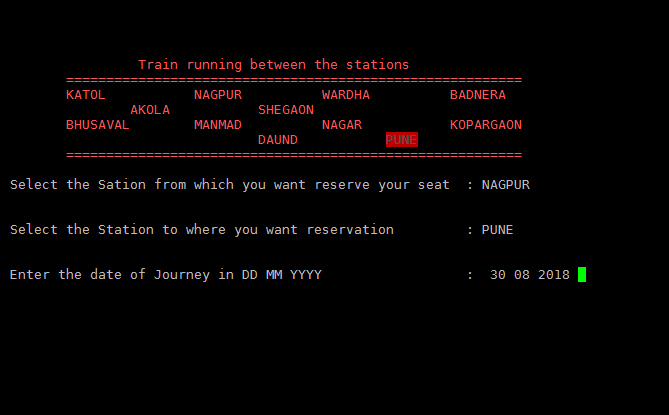 Train running between the stations
=========================================================
KATOL NAGPUR WARDHA BADNERA
AKOLA SHEGAON
BHUSAVAL MANMAD NAGAR KOPARGAON
DAUND PUNE
=========================================================
Select the Sation from which you want reserve your seat : NAGPUR
Select the Station to where you want reservation : PUNE
Enter the date of Journey in DD MM YYYY : 30 08 2018